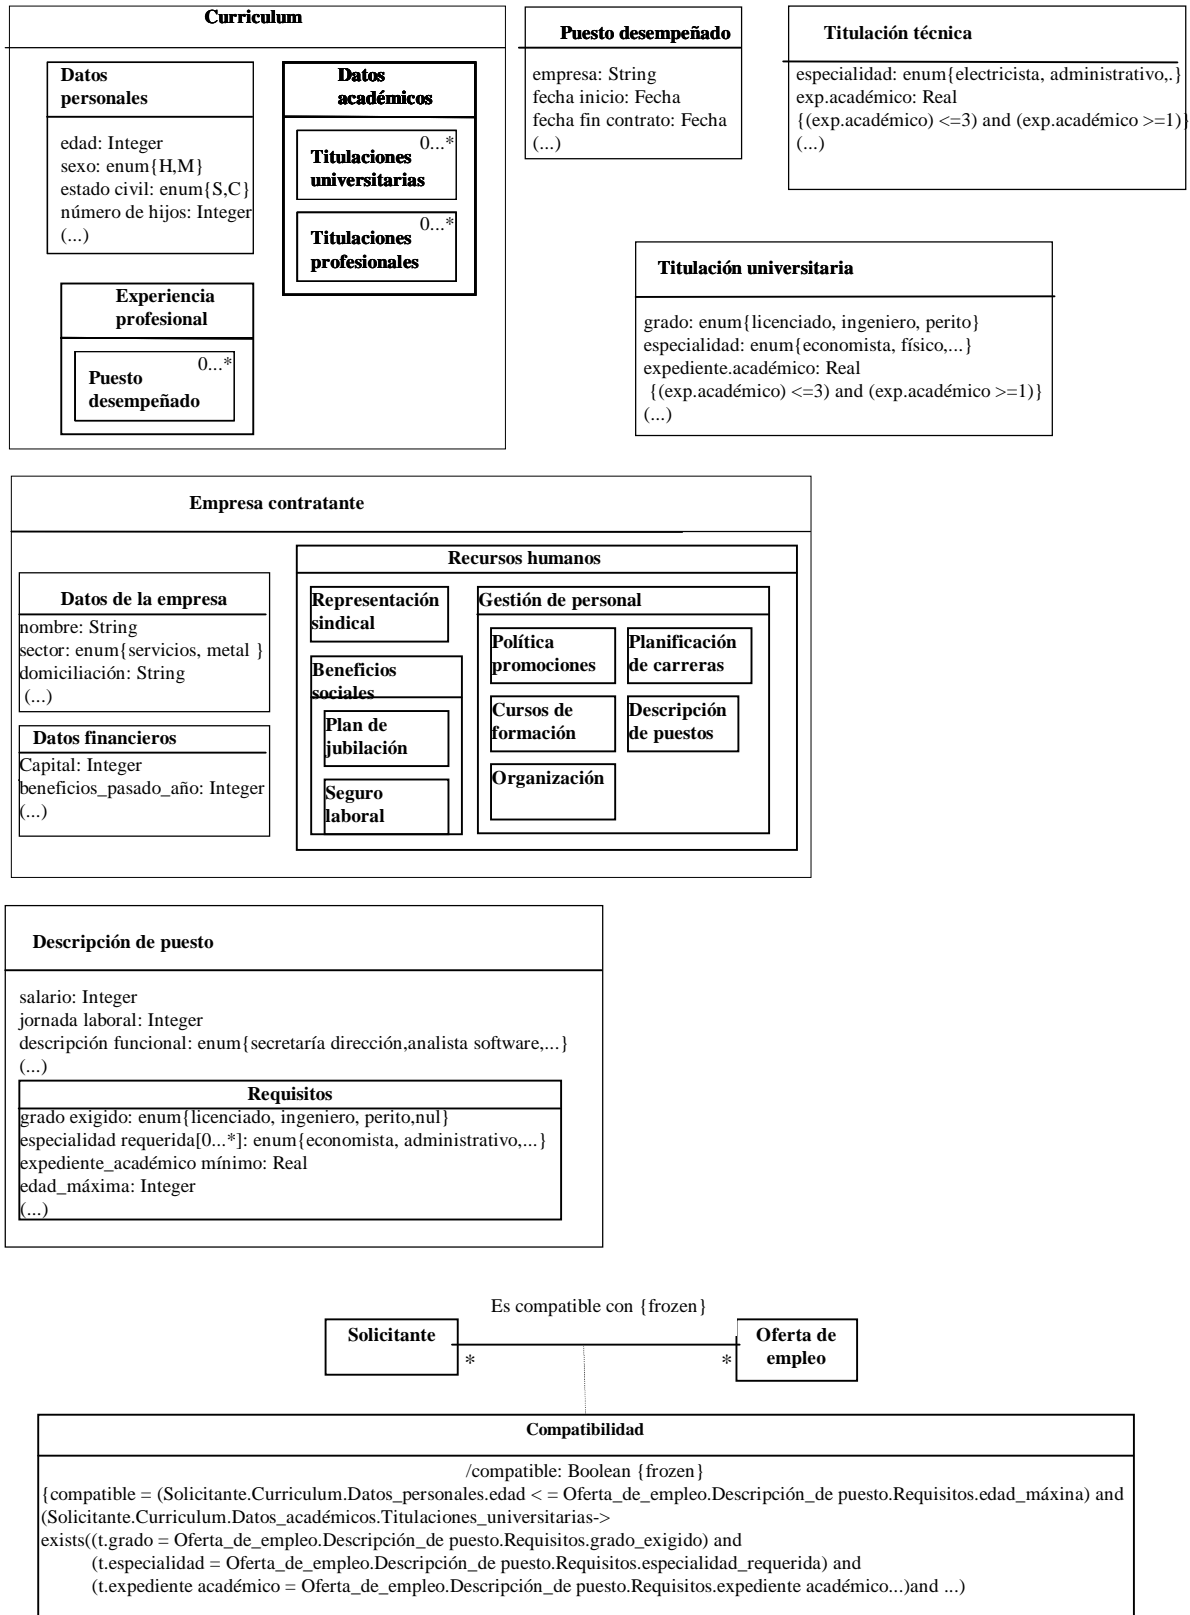 Curriculum
Datos
personales
edad: Integer
sexo: enum{H,M}
estado civil: enum{S,C}
número de hijos: Integer
(...)
Datos
académicos
0...*
Titulaciones
universitarias
0...*
Titulaciones
profesionales
Experiencia
profesional
0...*
Puesto
desempeñado
Puesto desempeñado
empresa: String
fecha inicio: Fecha
fecha fin contrato: Fecha
(...)
Titulación técnica
especialidad: enum{electricista, administrativo,.}
exp.académico: Real
{(exp.académico) <=3) and (exp.académico >=1)}
(...)
Titulación universitaria
grado: enum{licenciado, ingeniero, perito}
especialidad: enum{economista, físico,...}
expediente.académico: Real
{(exp.académico) <=3) and (exp.académico >=1)}
(...)
Empresa contratante
Datos de la empresa
nombre: String
sector: enum{servicios, metal }
domiciliación: String
(...)
Datos financieros
Capital: Integer
beneficios_pasado_año: Integer
(...)
Recursos humanos
Representación
sindical
Beneficios
sociales
Plan de
jubilación
Seguro
laboral
Gestión de personal
Política
promociones
Planificación
de carreras
Cursos de
formación
Descripción
de puestos
Organización
Descripción de puesto
salario: Integer
jornada laboral: Integer
descripción funcional: enum{secretaría dirección,analista software,...}
(...)
Requisitos
grado exigido: enum{licenciado, ingeniero, perito,nul}
especialidad requerida[0...*]: enum{economista, administrativo,...}
expediente_académico mínimo: Real
edad_máxima: Integer
(...)
Es compatible con {frozen}
Solicitante
*
*
Oferta de
empleo
Compatibilidad
/compatible: Boolean {frozen}
{compatible = (Solicitante.Curriculum.Datos_personales.edad < = Oferta_de_empleo.Descripción_de puesto.Requisitos.edad_máxina) and
(Solicitante.Curriculum.Datos_académicos.Titulaciones_universitarias->
exists((t.grado = Oferta_de_empleo.Descripción_de puesto.Requisitos.grado_exigido) and
(t.especialidad = Oferta_de_empleo.Descripción_de puesto.Requisitos.especialidad_requerida) and
(t.expediente académico = Oferta_de_empleo.Descripción_de puesto.Requisitos.expediente académico...)and ...)